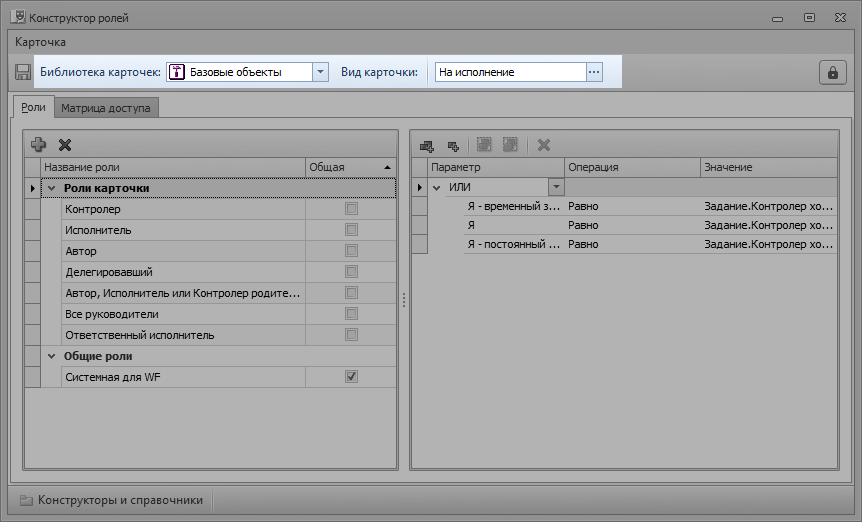 Конструктор ролей
Карточка
Библиотека карточек: Базовые объекты Вид карточки: На исполнение ...
Роли Матрица доступа
Название роли Общая Параметр Операция Значение
Роли карточки ИЛИ
Контролер Я - временный з... Равно Задание.Контролер хо...
Исполнитель Я Равно Задание.Контролер хо...
Автор Я - постоянный ... Равно Задание.Контролер хо...
Делегировавший
Автор, Исполнитель или Контролер родите...
Все руководители
Ответственный исполнитель
Общие роли
Системная для WF
Конструкторы и справочники